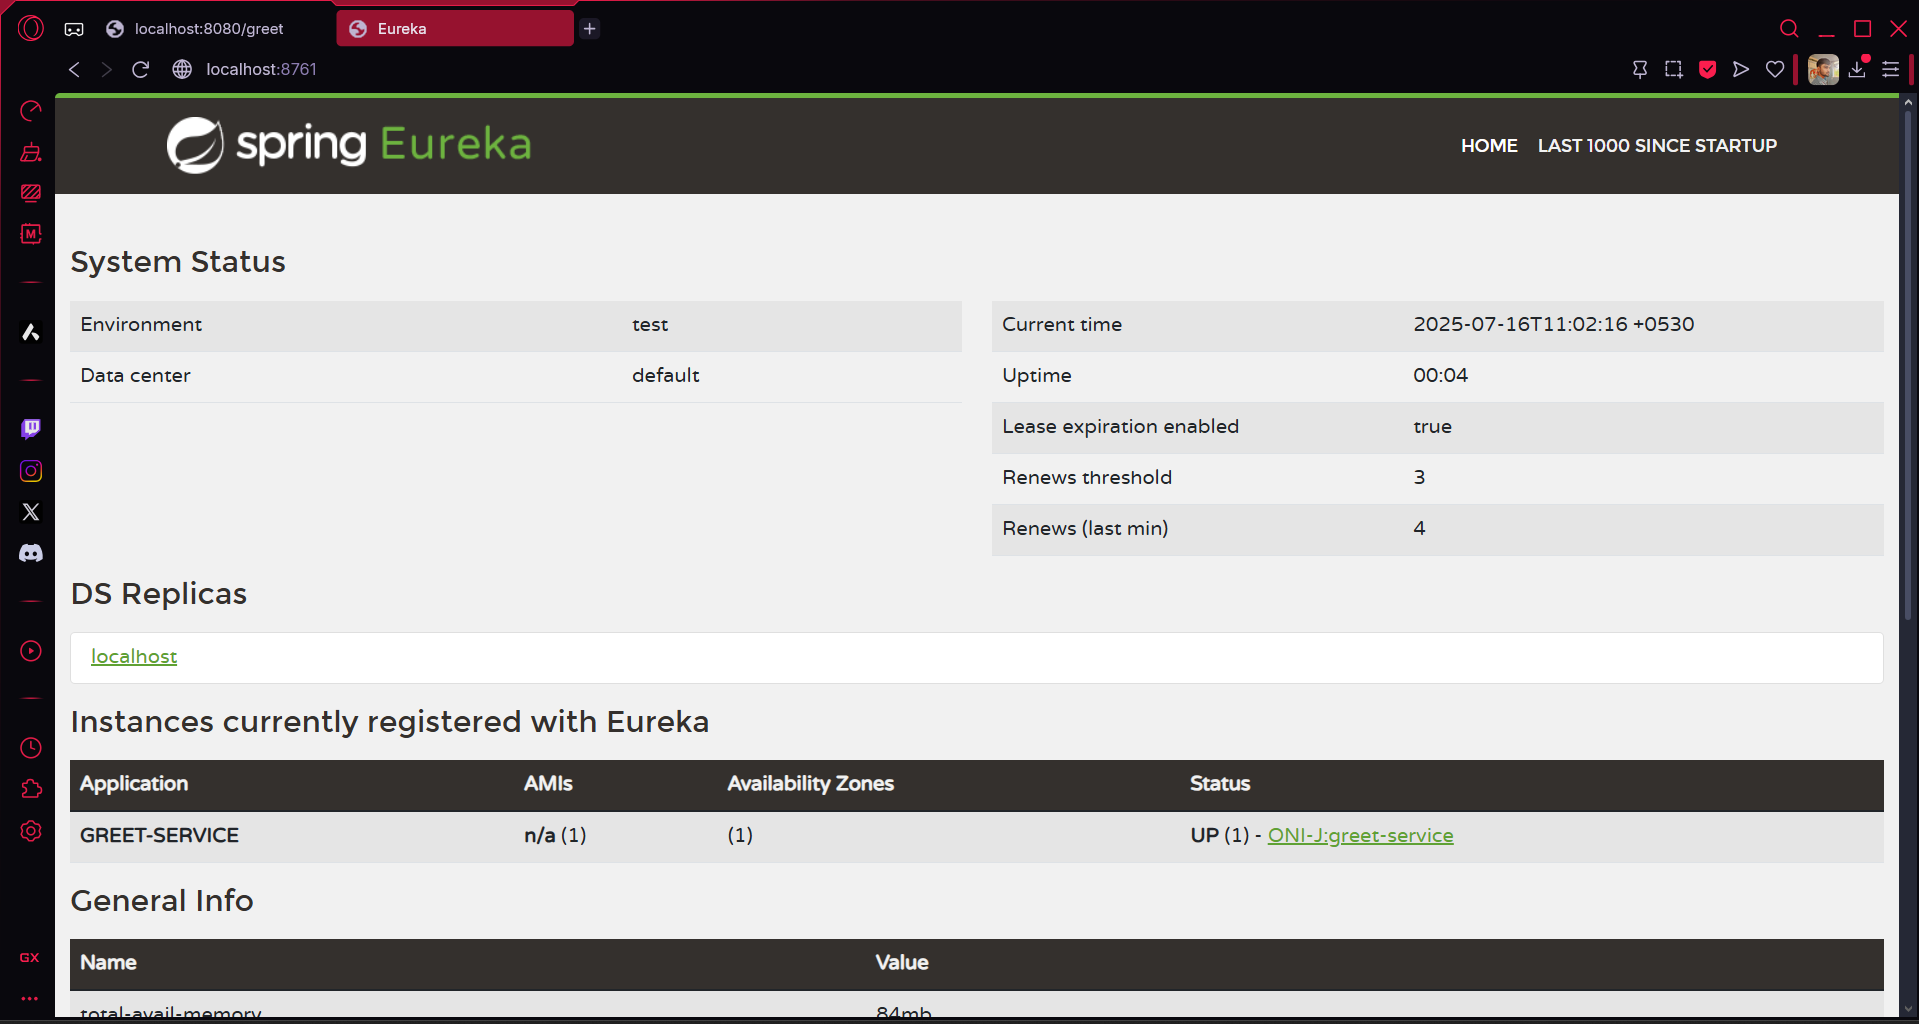 localhost:8080/greet
Eureka
localhost:8761
spring Eureka
HOME LAST 1000 SINCE STARTUP
System Status
Environment test
Data center default
Current time 2025-07-16T11:02:16 +0530
Uptime 00:04
Lease expiration enabled true
Renews threshold 3
Renews (last min) 4
DS Replicas
localhost
Instances currently registered with Eureka
Application AMIs Availability Zones Status
GREET-SERVICE n/a (1) (1) UP (1) - ONI-J:greet-service
General Info
Name Value
total-avail-memory 84mb
M
GX